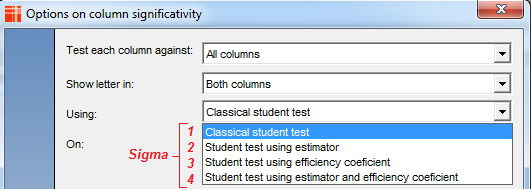 Options on column significativity
Test each column against: All columns
Show letter in: Both columns
Using: Classical student test
On:
Sigma
1 Classical student test
2 Student test using estimator
3 Student test using efficiency coeficient
4 Student test using estimator and efficiency coefficient